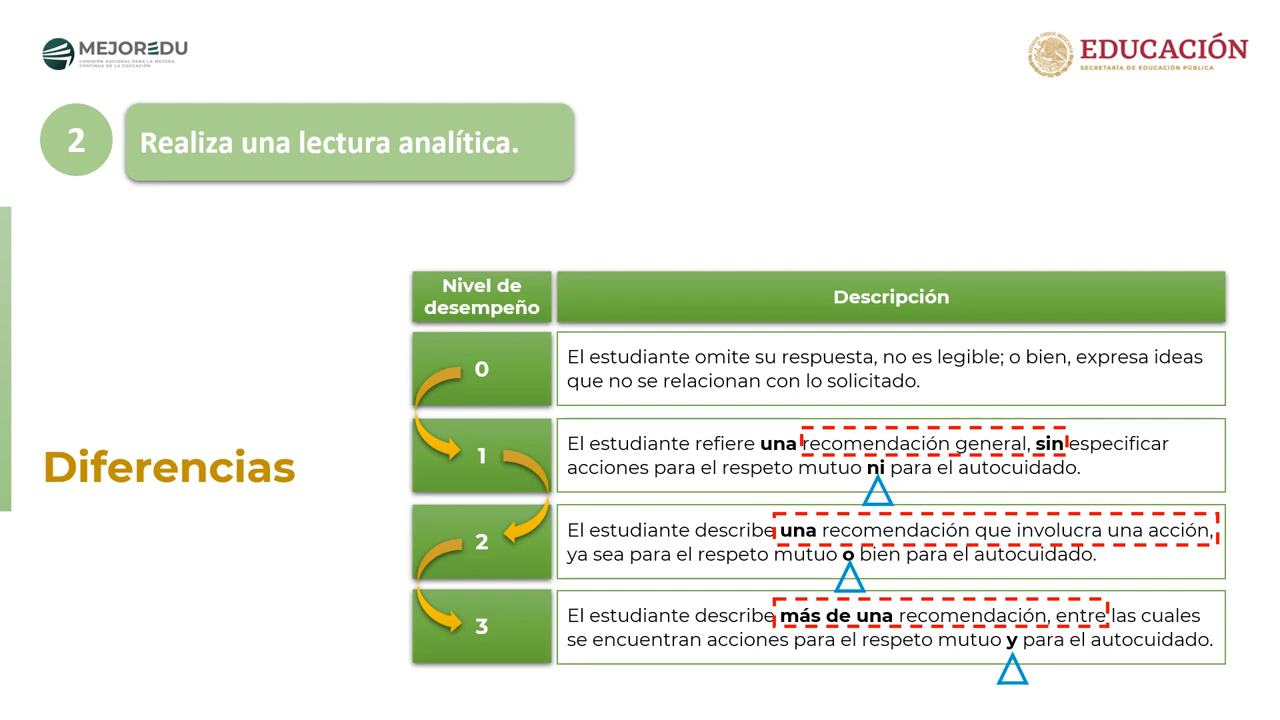 MEJOREDU
COMISIÓN NACIONAL PARA LA MEJORA
CONTINUA DE LA EDUCACIÓN
EDUCACIÓN
SECRETARÍA DE EDUCACIÓN PÚBLICA
2
Realiza una lectura analítica.
Diferencias
Nivel de
desempeño
Descripción
0
El estudiante omite su respuesta, no es legible; o bien, expresa ideas
que no se relacionan con lo solicitado.
1
El estudiante refiere una recomendación general, sin especificar
acciones para el respeto mutuo ni para el autocuidado.
2
El estudiante describe una recomendación que involucra una acción,
ya sea para el respeto mutuo o bien para el autocuidado.
3
El estudiante describe más de una recomendación, entre las cuales
se encuentran acciones para el respeto mutuo y para el autocuidado.